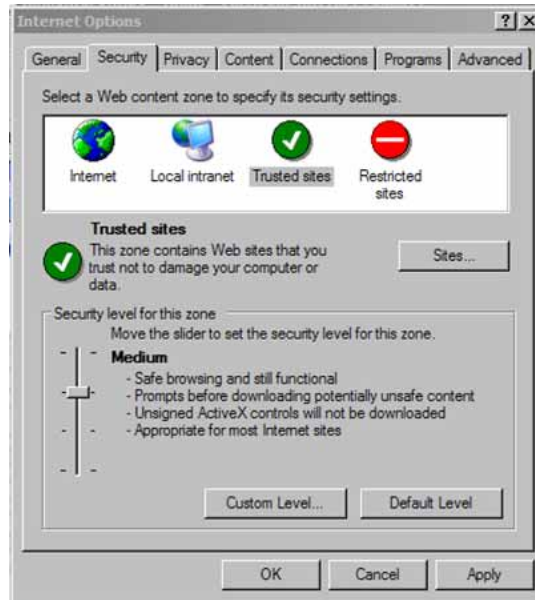 Internet Options
General Security Privacy Content Connections Programs Advanced
Select a Web content zone to specify its security settings.
Internet Local intranet Trusted sites Restricted
sites
Trusted sites
This zone contains Web sites that you
trust not to damage your computer or
data.
Sites...
Security level for this zone
Move the slider to set the security level for this zone.
Medium
- Safe browsing and still functional
- Prompts before downloading potentially unsafe content
- Unsigned ActiveX controls will not be downloaded
- Appropriate for most Internet sites
Custom Level... Default Level
OK Cancel Apply